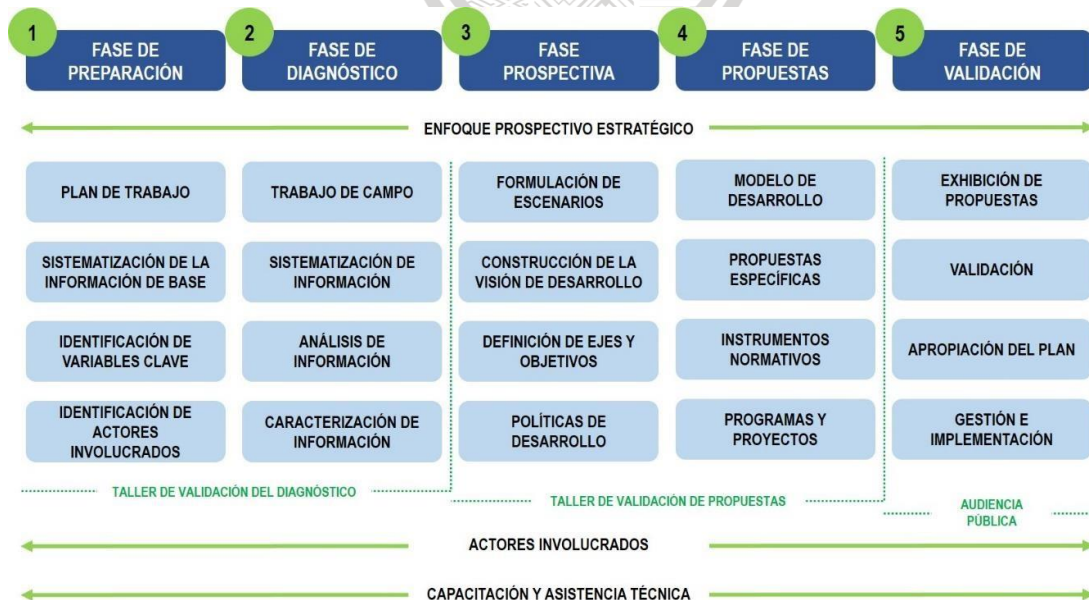 1
FASE DE
PREPARACIÓN
2
FASE DE
DIAGNÓSTICO
3
FASE
PROSPECTIVA
4
FASE DE
PROPUESTAS
5
FASE DE
VALIDACIÓN
ENFOQUE PROSPECTIVO ESTRATÉGICO
PLAN DE TRABAJO
SISTEMATIZACIÓN DE LA
INFORMACIÓN DE BASE
IDENTIFICACIÓN DE
VARIABLES CLAVE
IDENTIFICACIÓN DE
ACTORES
INVOLUCRADOS
TRABAJO DE CAMPO
SISTEMATIZACIÓN DE
INFORMACIÓN
ANÁLISIS DE
INFORMACIÓN
CARACTERIZACIÓN DE
INFORMACIÓN
FORMULACIÓN DE
ESCENARIOS
CONSTRUCCIÓN DE LA
VISIÓN DE DESARROLLO
DEFINICIÓN DE EJES Y
OBJETIVOS
POLÍTICAS DE
DESARROLLO
MODELO DE
DESARROLLO
PROPUESTAS
ESPECÍFICAS
INSTRUMENTOS
NORMATIVOS
PROGRAMAS Y
PROYECTOS
EXHIBICIÓN DE
PROPUESTAS
VALIDACIÓN
APROPIACIÓN DEL PLAN
GESTIÓN E
IMPLEMENTACIÓN
TALLER DE VALIDACIÓN DEL DIAGNÓSTICO
TALLER DE VALIDACIÓN DE PROPUESTAS
AUDIENCIA
PÚBLICA
ACTORES INVOLUCRADOS
CAPACITACIÓN Y ASISTENCIA TÉCNICA